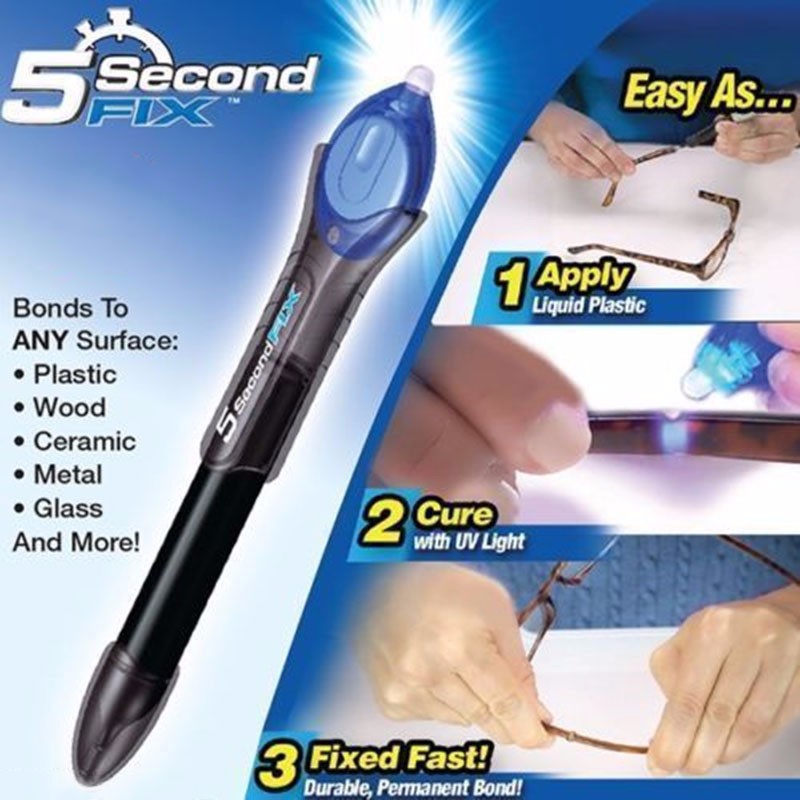 5 Second
FIX™
Easy As...
1 Apply
Liquid Plastic
Bonds To
ANY Surface:
• Plastic
• Wood
• Ceramic
• Metal
• Glass
And More!
5 Second FIX
2 Cure
with UV Light
3 Fixed Fast!
Durable, Permanent Bond!